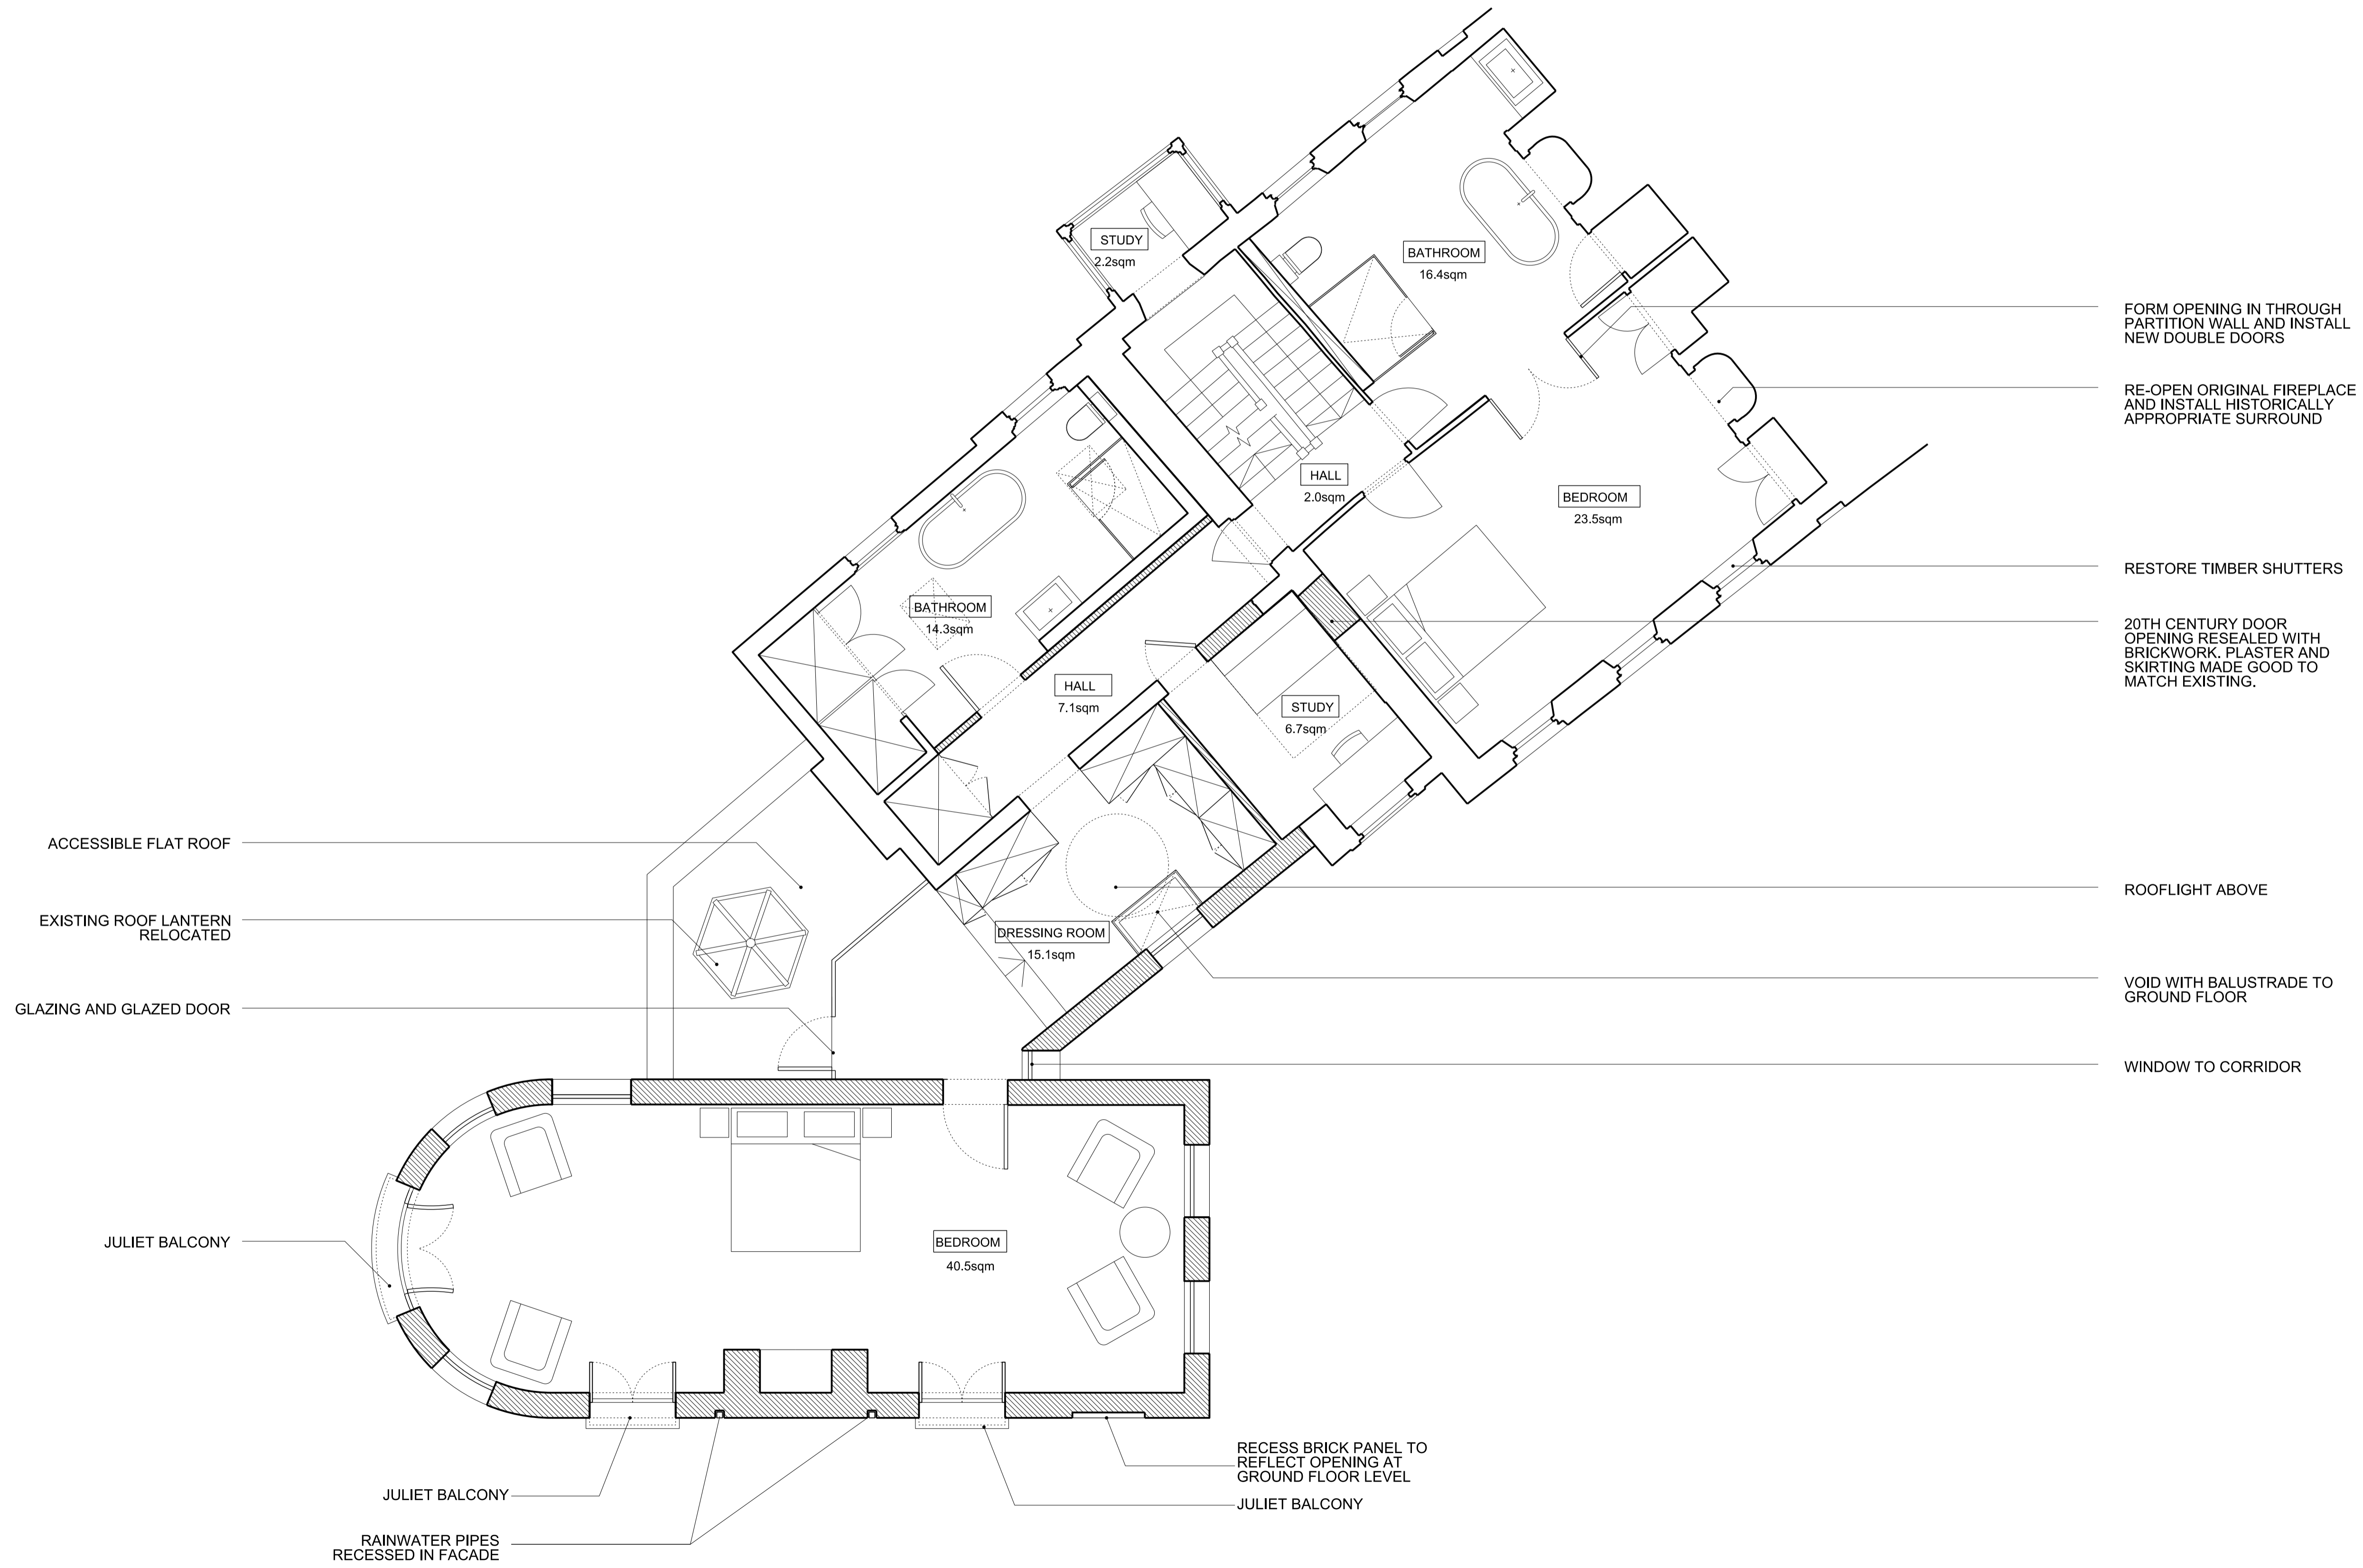 STUDY
2.2sqm
BATHROOM
16.4sqm
FORM OPENING IN THROUGH
PARTITION WALL AND INSTALL
NEW DOUBLE DOORS
RE-OPEN ORIGINAL FIREPLACE
AND INSTALL HISTORICALLY
APPROPRIATE SURROUND
HALL
2.0sqm
BEDROOM
23.5sqm
RESTORE TIMBER SHUTTERS
20TH CENTURY DOOR
OPENING RESEALED WITH
BRICKWORK. PLASTER AND
SKIRTING MADE GOOD TO
MATCH EXISTING.
BATHROOM
14.3sqm
HALL
7.1sqm
STUDY
6.7sqm
ACCESSIBLE FLAT ROOF
ROOFLIGHT ABOVE
EXISTING ROOF LANTERN
RELOCATED
DRESSING ROOM
15.1sqm
VOID WITH BALUSTRADE TO
GROUND FLOOR
GLAZING AND GLAZED DOOR
WINDOW TO CORRIDOR
JULIET BALCONY
BEDROOM
40.5sqm
RECESS BRICK PANEL TO
REFLECT OPENING AT
GROUND FLOOR LEVEL
JULIET BALCONY
JULIET BALCONY
RAINWATER PIPES
RECESSED IN FACADE